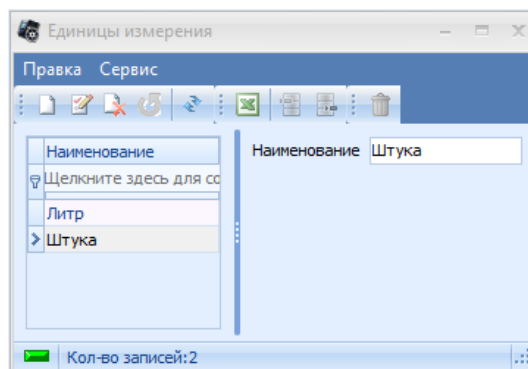 Единицы измерения
Правка Сервис
Наименование
Щелкните здесь для со
Литр
Штука
Наименование Штука
Кол-во записей:2